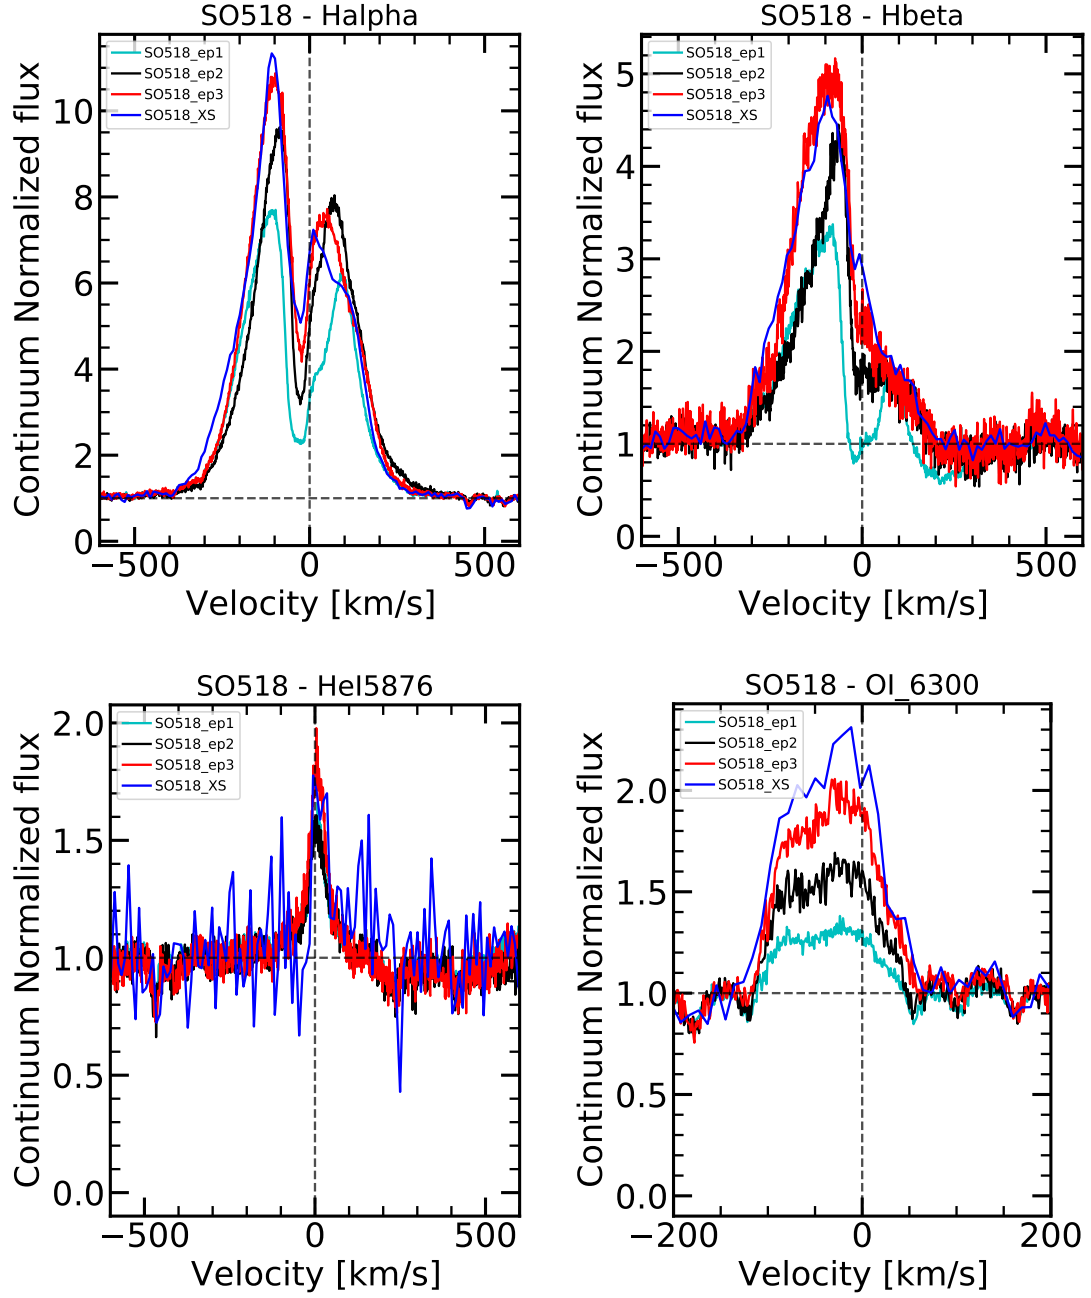 SO518 - Halpha
SO518_ep1
SO518_ep2
SO518_ep3
SO518_XS
Continuum Normalized flux
10
8
6
4
2
0
−500 0 500
Velocity [km/s]
SO518 - Hbeta
SO518_ep1
SO518_ep2
SO518_ep3
SO518_XS
Continuum Normalized flux
5
4
3
2
1
0
−500 0 500
Velocity [km/s]
SO518 - HeI5876
SO518_ep1
SO518_ep2
SO518_ep3
SO518_XS
Continuum Normalized flux
2.0
1.5
1.0
0.5
0.0
−500 0 500
Velocity [km/s]
SO518 - OI_6300
SO518_ep1
SO518_ep2
SO518_ep3
SO518_XS
Continuum Normalized flux
2.0
1.5
1.0
0.5
0.0
−200 −100 0 100 200
Velocity [km/s]